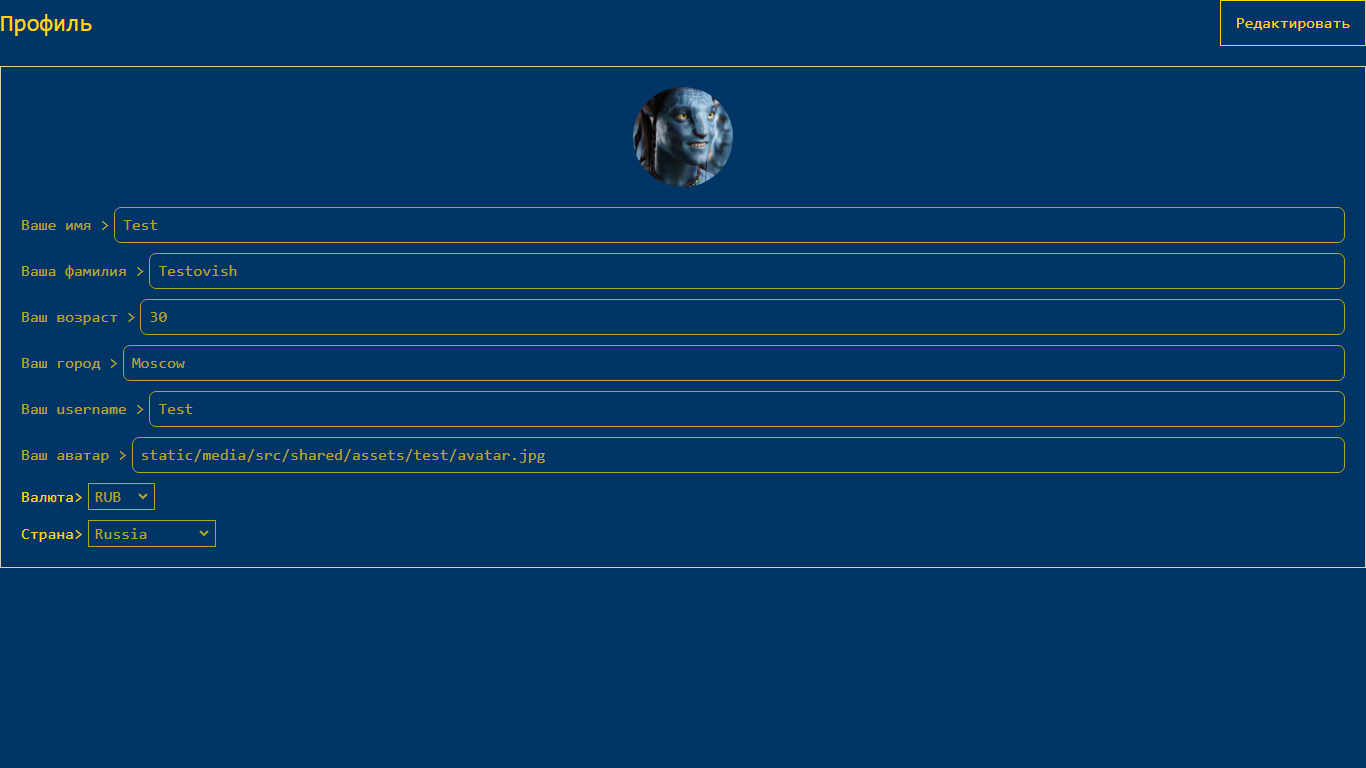 Профиль
Редактировать
Ваше имя > Test
Ваша фамилия > Testovish
Ваш возраст > 30
Ваш город > Moscow
Ваш username > Test
Ваш аватар > static/media/src/shared/assets/test/avatar.jpg
Валюта> RUB
Страна> Russia